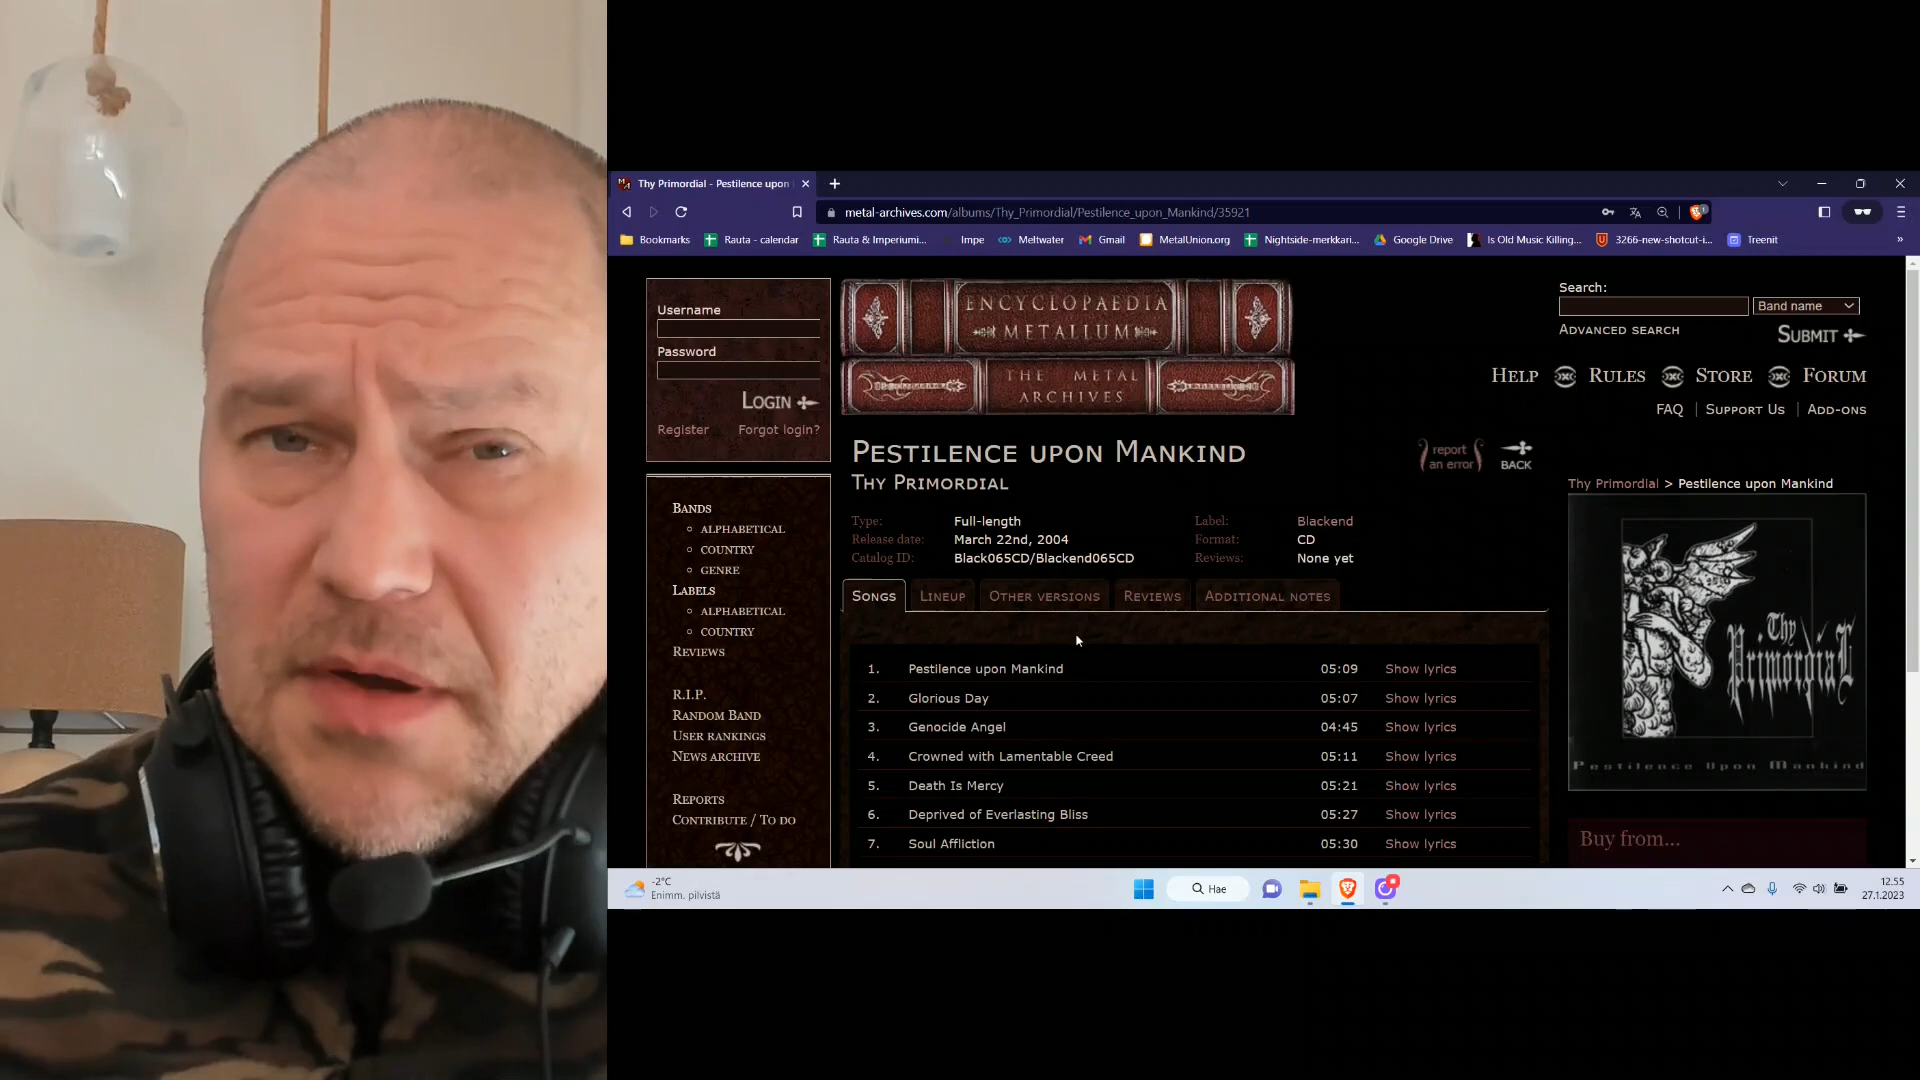 Thy Primordial - Pestilence upon
metal-archives.com/albums/Thy_Primordial/Pestilence_upon_Mankind/35921
Bookmarks Rauta - calendar Rauta & Imperiumi... Impe Meltwater Gmail MetalUnion.org Nightside-merkkari... Google Drive Is Old Music Killing... 3266-new-shotcut-i... Treenit »
Username
Password
Login
Register Forgot login?
ENCYCLOPAEDIA
METALLUM
THE METAL
ARCHIVES
Search:
Band name
Advanced search
Submit
Help Rules Store Forum
FAQ | Support Us | Add-ons
Bands
Alphabetical
Country
Genre
Labels
Alphabetical
Country
Reviews
R.I.P.
Random Band
User rankings
News archive
Reports
Contribute / To do
Pestilence upon Mankind
Thy Primordial
report
an error
BACK
Type: Full-length
Release date: March 22nd, 2004
Catalog ID: Black065CD/Blackend065CD
Label: Blackend
Format: CD
Reviews: None yet
Songs Lineup Other versions Reviews Additional notes
1. Pestilence upon Mankind 05:09 Show lyrics
2. Glorious Day 05:07 Show lyrics
3. Genocide Angel 04:45 Show lyrics
4. Crowned with Lamentable Creed 05:11 Show lyrics
5. Death Is Mercy 05:21 Show lyrics
6. Deprived of Everlasting Bliss 05:27 Show lyrics
7. Soul Affliction 05:30 Show lyrics
Thy Primordial > Pestilence upon Mankind
Thy
Primordial
Pestilence Upon Mankind
Buy from...
-2°C
Enimm. pilvistä
Hae
12.55
27.1.2023